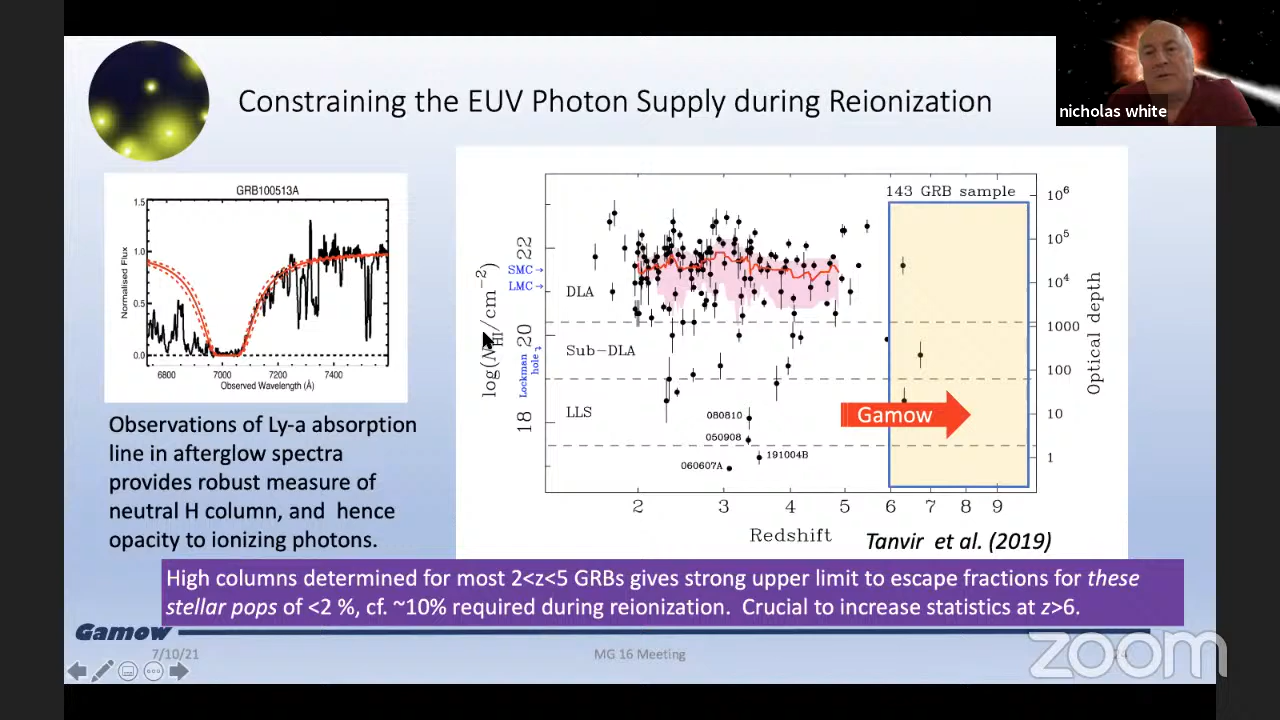 nicholas white
Constraining the EUV Photon Supply during Reionization
GRB100513A
1.5
1.0
0.5
0.0
Normalised Flux
6800 7000 7200 7400
Observed Wavelength (Å)
Observations of Ly-a absorption
line in afterglow spectra
provides robust measure of
neutral H column, and hence
opacity to ionizing photons.
143 GRB sample
log(NHI/cm−2)
22
20
18
SMC→
LMC→
Lockman
hole→
DLA
Sub-DLA
LLS
080810
050908
191004B
060607A
Gamow
10⁶
10⁵
10⁴
1000
100
10
1
Optical depth
2 3 4 5 6 7 8 9
Redshift
Tanvir et al. (2019)
High columns determined for most 2<z<5 GRBs gives strong upper limit to escape fractions for these
stellar pops of <2 %, cf. ~10% required during reionization. Crucial to increase statistics at z>6.
Gamow
7/10/21
MG 16 Meeting
zoom